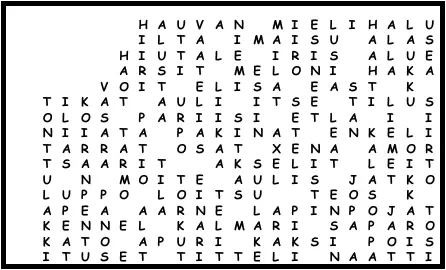 HAUVAN MIELIHALU
ILTA IMAISU ALAS
HIUTALE IRIS ALUE
ARSIT MELONI HAKA
VOIT ELISA EAST K
TIKAT AULI ITSE TILUS
OLOS PARIISI ETLA I I
NIIATA PAKINAT ENKELI
TARRAT OSAT XENA AMOR
TSAARIT AKSELIT LEIT
U N MOITE AULIS JATKO
LUPPO LOITSU TEOS K
APEA AARNE LAPINPOJAT
KENNEL KALMARI SAPARO
KATO APURI KAKSI POIS
ITUSET TITTELI NAATTI